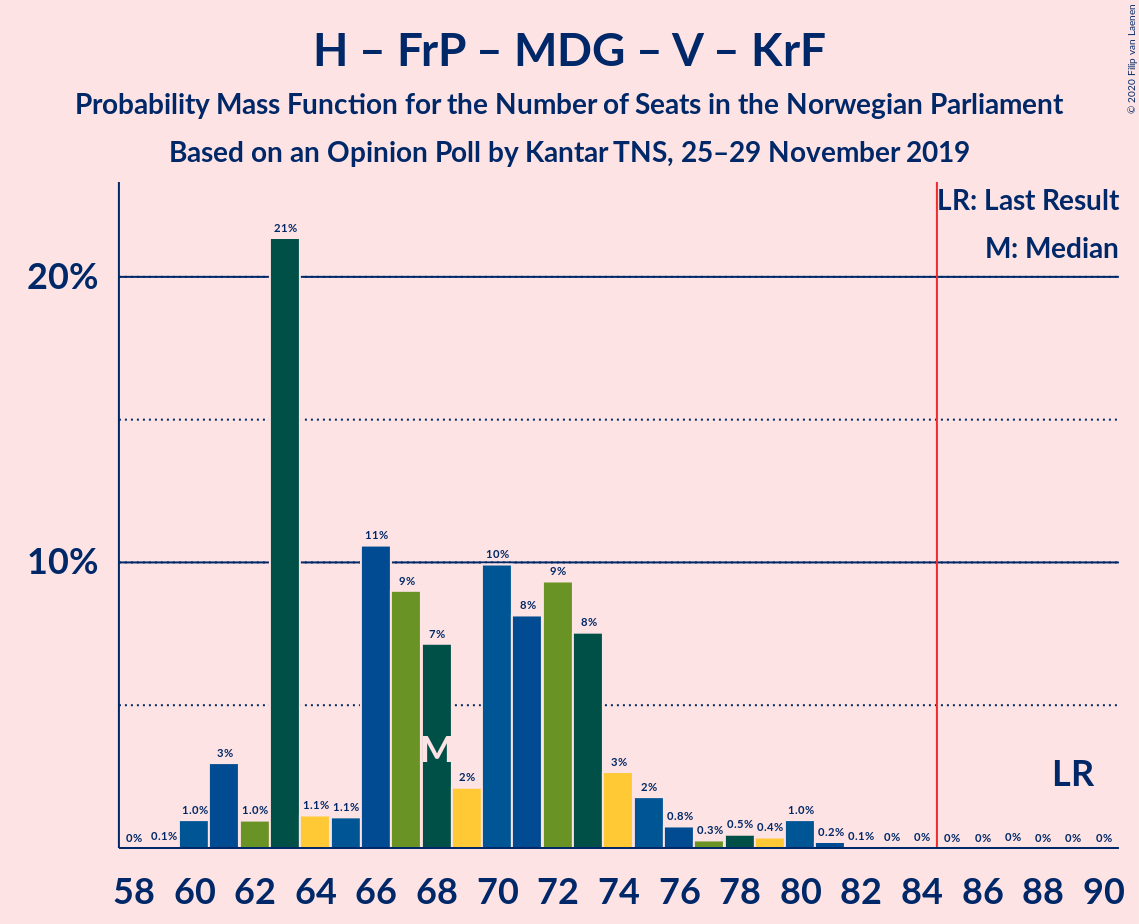 H – FrP – MDG – V – KrF
Probability Mass Function for the Number of Seats in the Norwegian Parliament
Based on an Opinion Poll by Kantar TNS, 25–29 November 2019
© 2020 Filip van Laenen
LR: Last Result
M: Median
20%
10%
0% 0.1% 1.0% 3% 1.0% 21% 1.1% 1.1% 11% 9% 7% 2% 10% 8% 9% 8% 3% 2% 0.8% 0.3% 0.5% 0.4% 1.0% 0.2% 0.1% 0% 0% 0% 0% 0% 0% 0% 0%
M
LR
58 60 62 64 66 68 70 72 74 76 78 80 82 84 86 88 90